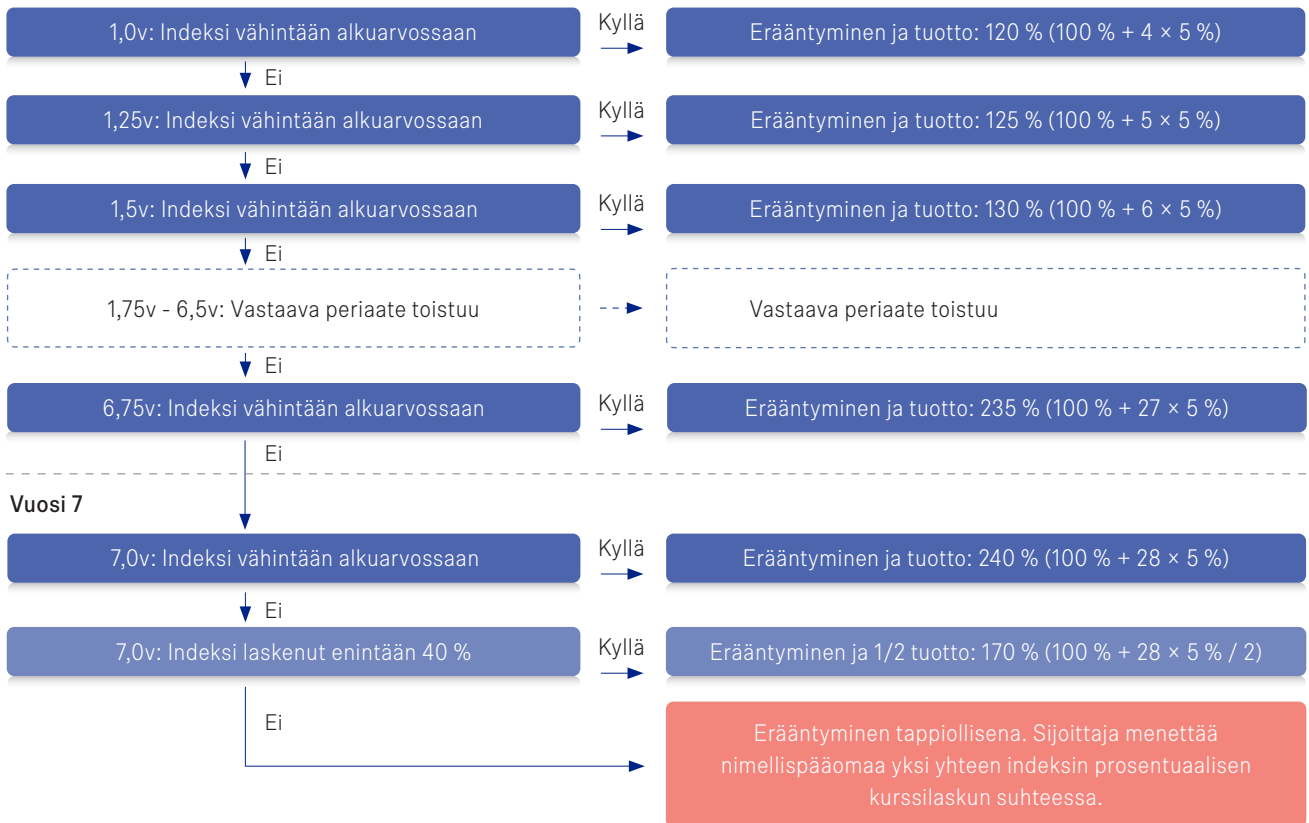 1,0v: Indeksi vähintään alkuarvossaan
Kyllä
Erääntyminen ja tuotto: 120 % (100 % + 4 × 5 %)
Ei
1,25v: Indeksi vähintään alkuarvossaan
Kyllä
Erääntyminen ja tuotto: 125 % (100 % + 5 × 5 %)
Ei
1,5v: Indeksi vähintään alkuarvossaan
Kyllä
Erääntyminen ja tuotto: 130 % (100 % + 6 × 5 %)
Ei
1,75v - 6,5v: Vastaava periaate toistuu
Vastaava periaate toistuu
Ei
6,75v: Indeksi vähintään alkuarvossaan
Kyllä
Erääntyminen ja tuotto: 235 % (100 % + 27 × 5 %)
Ei
Vuosi 7
7,0v: Indeksi vähintään alkuarvossaan
Kyllä
Erääntyminen ja tuotto: 240 % (100 % + 28 × 5 %)
Ei
7,0v: Indeksi laskenut enintään 40 %
Kyllä
Erääntyminen ja 1/2 tuotto: 170 % (100 % + 28 × 5 % / 2)
Ei
Erääntyminen tappiollisena. Sijoittaja menettää
nimellispääomaa yksi yhteen indeksin prosentuaalisen
kurssilaskun suhteessa.